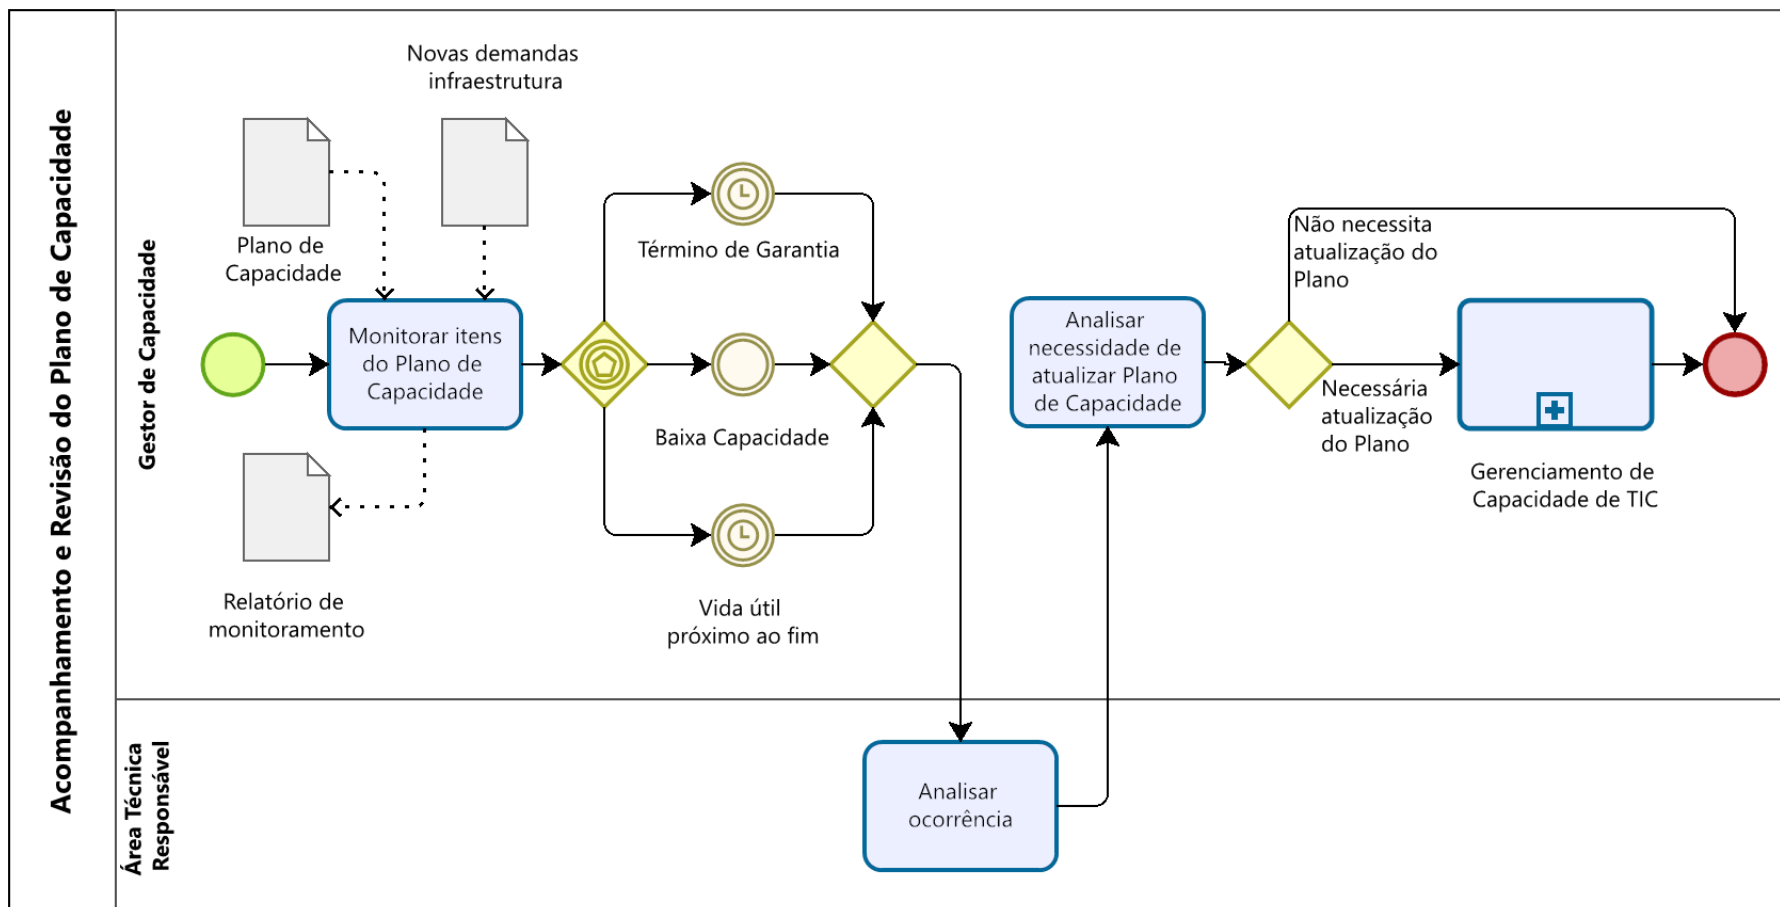 Acompanhamento e Revisão do Plano de Capacidade
Gestor de Capacidade
Novas demandas
infraestrutura
Plano de
Capacidade
Monitorar itens
do Plano de
Capacidade
Relatório de
monitoramento
Término de Garantia
Baixa Capacidade
Vida útil
próximo ao fim
Analisar
necessidade de
atualizar Plano
de Capacidade
Não necessita
atualização do
Plano
Necessária
atualização
do Plano
Gerenciamento de
Capacidade de TIC
Área Técnica
Responsável
Analisar
ocorrência